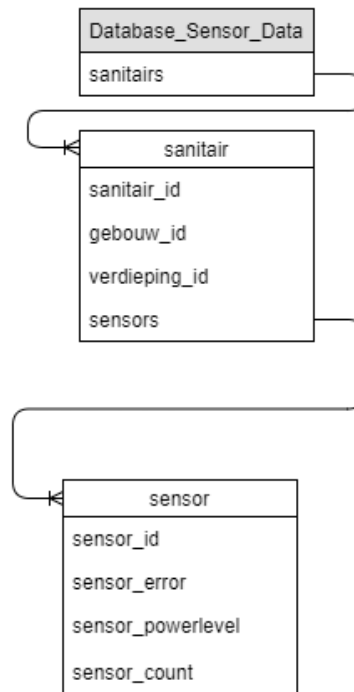 Database_Sensor_Data
sanitairs
sanitair
sanitair_id
gebouw_id
verdieping_id
sensors
sensor
sensor_id
sensor_error
sensor_powerlevel
sensor_count